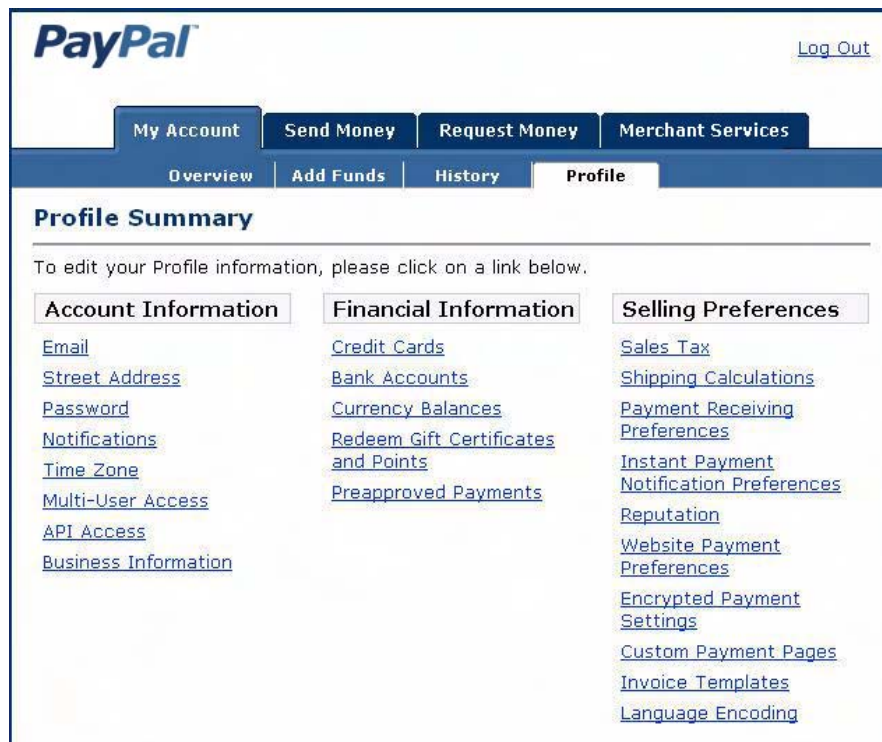 PayPal
Log Out
My Account Send Money Request Money Merchant Services
Overview Add Funds History Profile
Profile Summary
To edit your Profile information, please click on a link below.
Account Information
Email
Street Address
Password
Notifications
Time Zone
Multi-User Access
API Access
Business Information
Financial Information
Credit Cards
Bank Accounts
Currency Balances
Redeem Gift Certificates
and Points
Preapproved Payments
Selling Preferences
Sales Tax
Shipping Calculations
Payment Receiving
Preferences
Instant Payment
Notification Preferences
Reputation
Website Payment
Preferences
Encrypted Payment
Settings
Custom Payment Pages
Invoice Templates
Language Encoding